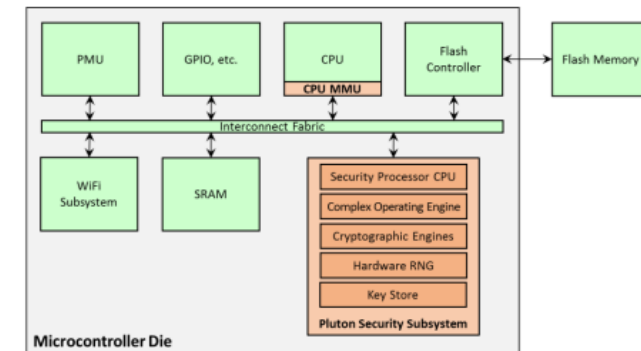 PMU
GPIO, etc.
CPU
CPU MMU
Flash
Controller
Flash Memory
Interconnect Fabric
WiFi
Subsystem
SRAM
Security Processor CPU
Complex Operating Engine
Cryptographic Engines
Hardware RNG
Key Store
Pluton Security Subsystem
Microcontroller Die